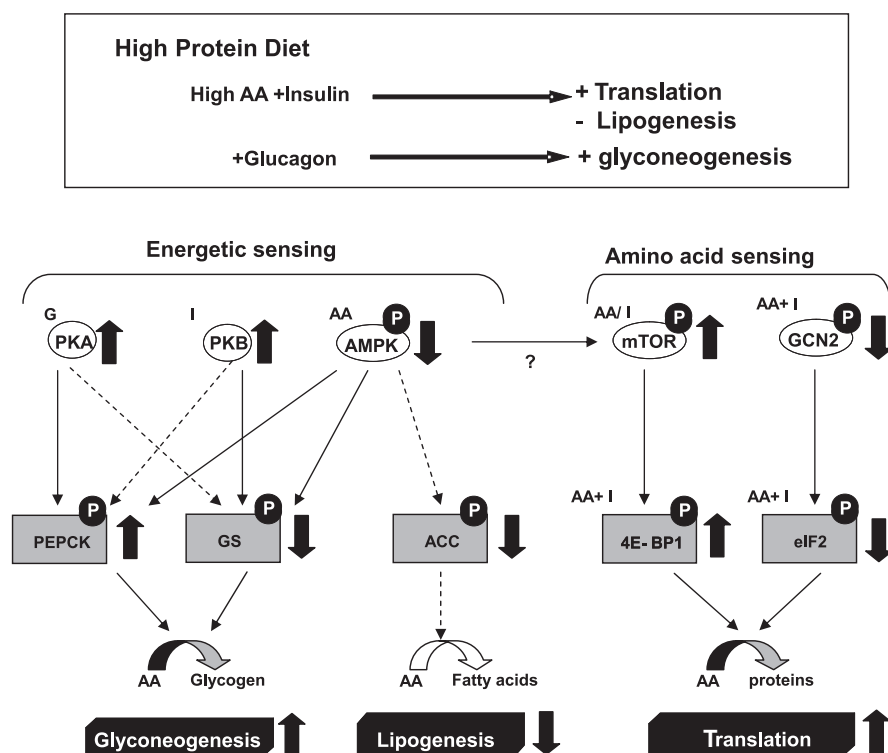 High Protein Diet
High AA +Insulin
+ Translation
- Lipogenesis
+Glucagon
+ glyconeogenesis
Energetic sensing
Amino acid sensing
G
I
AA
AA/ I
AA+ I
P
P
P
PKA
PKB
AMPK
mTOR
GCN2
?
AA+ I
AA+ I
P
P
P
P
P
PEPCK
GS
ACC
4E- BP1
eIF2
AA
Glycogen
AA
Fatty acids
AA
proteins
Glyconeogenesis
Lipogenesis
Translation